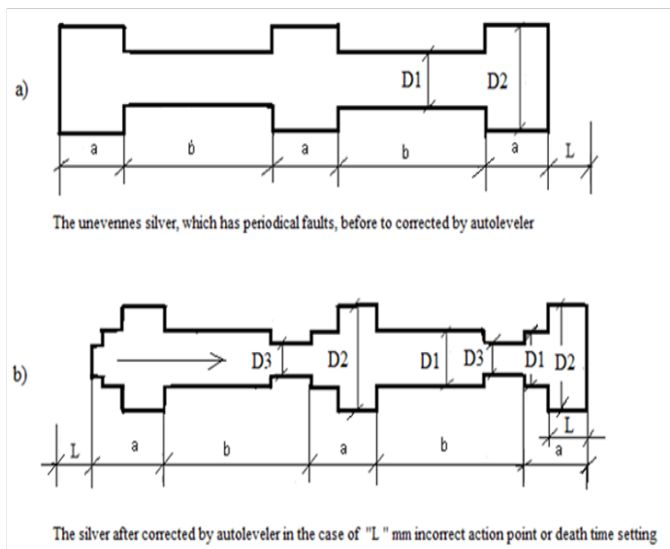 a)
D1
D2
a
b
a
b
a
L
The unevennes silver, which has periodical faults, before to corrected by autoleveler
b)
D3
D2
D1
D3
D1
D2
L
L
a
b
a
b
a
The silver after corrected by autoleveler in the case of "L" mm incorrect action point or death time setting